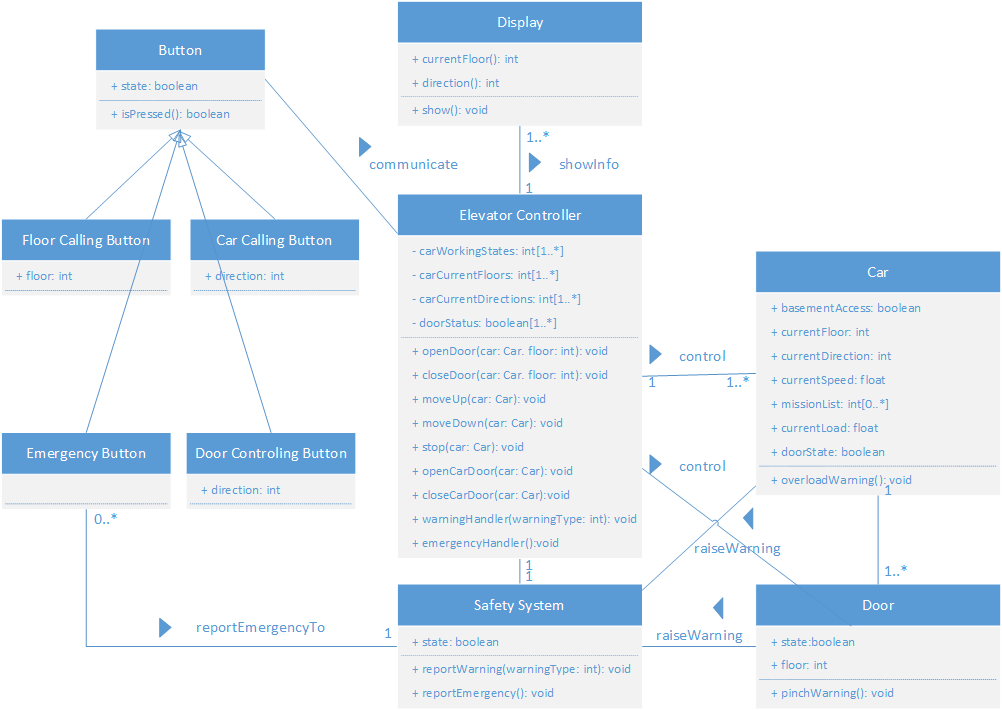 Display
+ currentFloor(): int
+ direction(): int
+ show(): void
Button
+ state: boolean
+ isPressed(): boolean
communicate
1..*
showInfo
1
Floor Calling Button
+ floor: int
Car Calling Button
+ direction: int
Elevator Controller
- carWorkingStates: int[1..*]
- carCurrentFloors: int[1..*]
- carCurrentDirections: int[1..*]
- doorStatus: boolean[1..*]
+ openDoor(car: Car. floor: int): void
+ closeDoor(car: Car. floor: int): void
+ moveUp(car: Car): void
+ moveDown(car: Car): void
+ stop(car: Car): void
+ openCarDoor(car: Car): void
+ closeCarDoor(car: Car):void
+ warningHandler(warningType: int): void
+ emergencyHandler():void
control
1
1..*
Car
+ basementAccess: boolean
+ currentFloor: int
+ currentDirection: int
+ currentSpeed: float
+ missionList: int[0..*]
+ currentLoad: float
+ doorState: boolean
+ overloadWarning(): void
1
control
raiseWarning
1..*
Emergency Button
0..*
Door Controling Button
+ direction: int
1
1
reportEmergencyTo
1
Safety System
+ state: boolean
+ reportWarning(warningType: int): void
+ reportEmergency(): void
raiseWarning
Door
+ state:boolean
+ floor: int
+ pinchWarning(): void